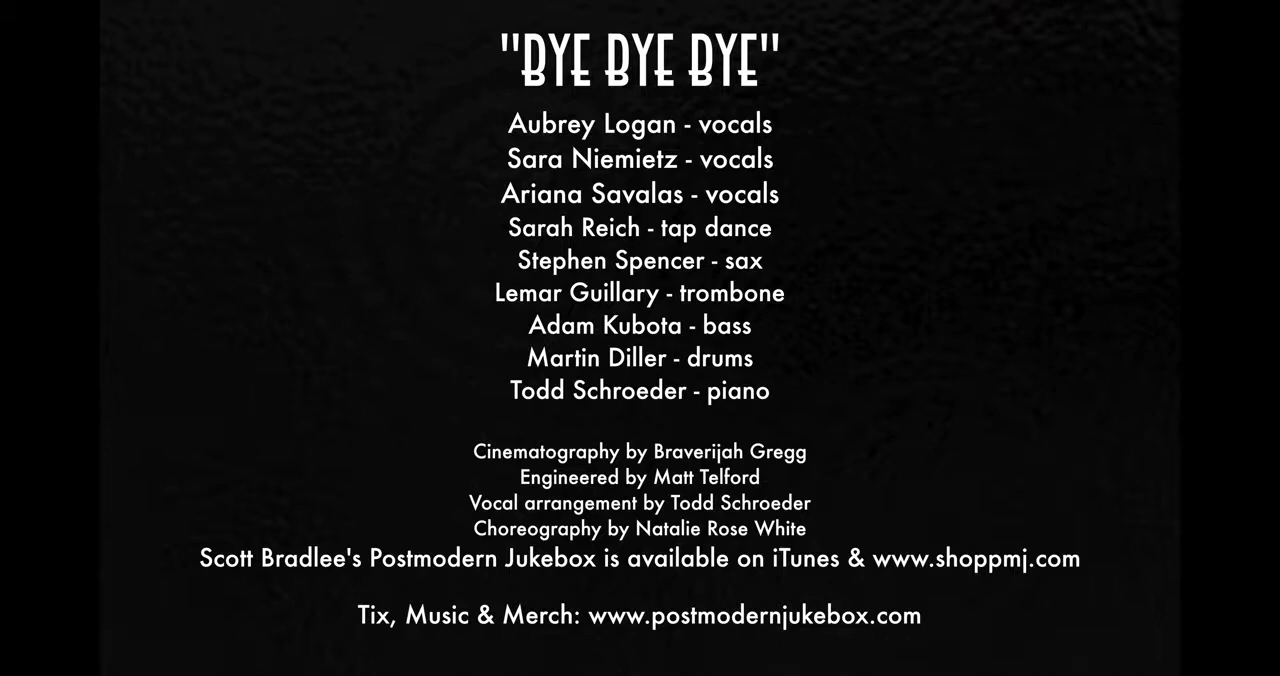 "BYE BYE BYE"
Aubrey Logan - vocals
Sara Niemietz - vocals
Ariana Savalas - vocals
Sarah Reich - tap dance
Stephen Spencer - sax
Lemar Guillary - trombone
Adam Kubota - bass
Martin Diller - drums
Todd Schroeder - piano
Cinematography by Braverijah Gregg
Engineered by Matt Telford
Vocal arrangement by Todd Schroeder
Choreography by Natalie Rose White
Scott Bradlee's Postmodern Jukebox is available on iTunes & www.shoppmj.com
Tix, Music & Merch: www.postmodernjukebox.com